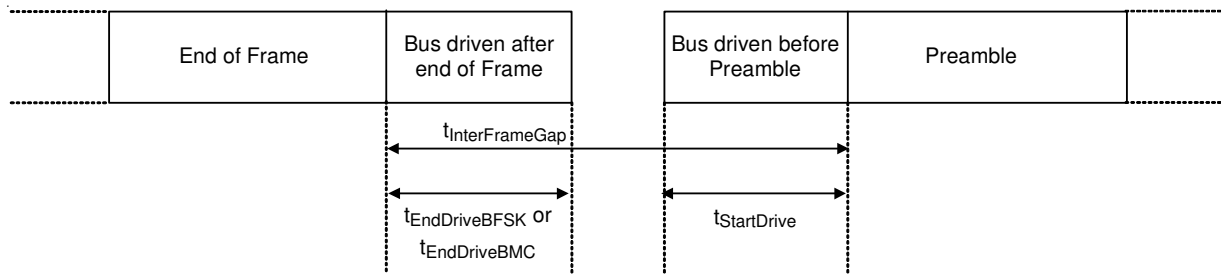 End of Frame
Bus driven after
end of Frame
Bus driven before
Preamble
Preamble
tInterFrameGap
tEndDriveBFSK or
tEndDriveBMC
tStartDrive